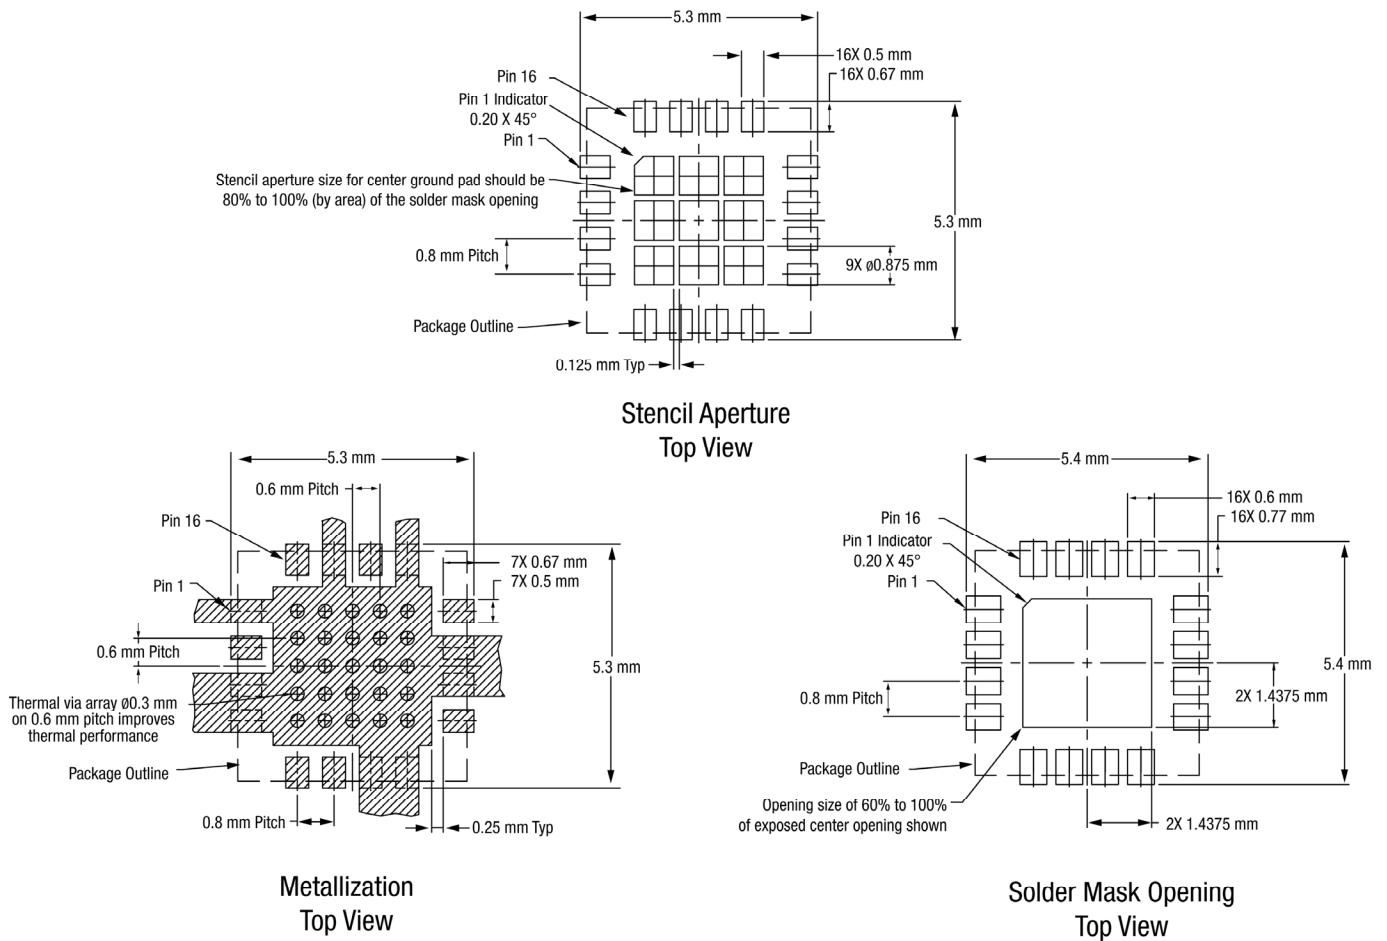 5.3 mm
16X 0.5 mm
16X 0.67 mm
Pin 16
Pin 1 Indicator
0.20 X 45°
Pin 1
Stencil aperture size for center ground pad should be
80% to 100% (by area) of the solder mask opening
5.3 mm
0.8 mm Pitch
9X ø0.875 mm
Package Outline
0.125 mm Typ
Stencil Aperture
Top View
5.3 mm
0.6 mm Pitch
Pin 16
7X 0.67 mm
7X 0.5 mm
Pin 1
0.6 mm Pitch
5.3 mm
Thermal via array ø0.3 mm
on 0.6 mm pitch improves
thermal performance
Package Outline
0.8 mm Pitch
0.25 mm Typ
Metallization
Top View
5.4 mm
16X 0.6 mm
16X 0.77 mm
Pin 16
Pin 1 Indicator
0.20 X 45°
Pin 1
5.4 mm
0.8 mm Pitch
2X 1.4375 mm
Package Outline
Opening size of 60% to 100%
of exposed center opening shown
2X 1.4375 mm
Solder Mask Opening
Top View